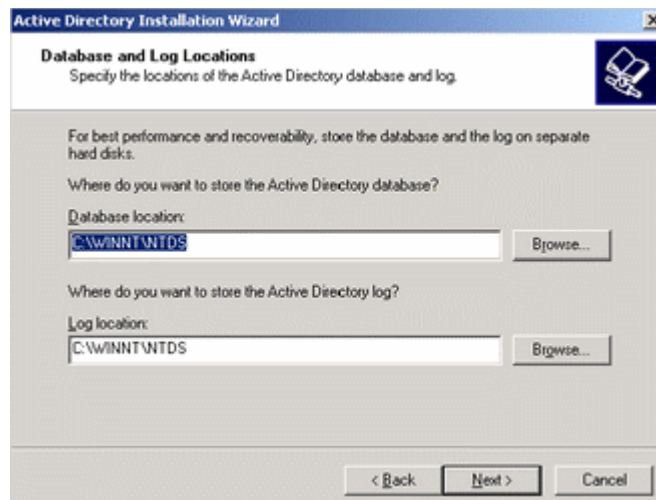 Active Directory Installation Wizard
Database and Log Locations
Specify the locations of the Active Directory database and log.
For best performance and recoverability, store the database and the log on separate
hard disks.
Where do you want to store the Active Directory database?
Database location:
C:\WINNT\NTDS
Browse...
Where do you want to store the Active Directory log?
Log location:
C:\WINNT\NTDS
Browse...
< Back Next > Cancel